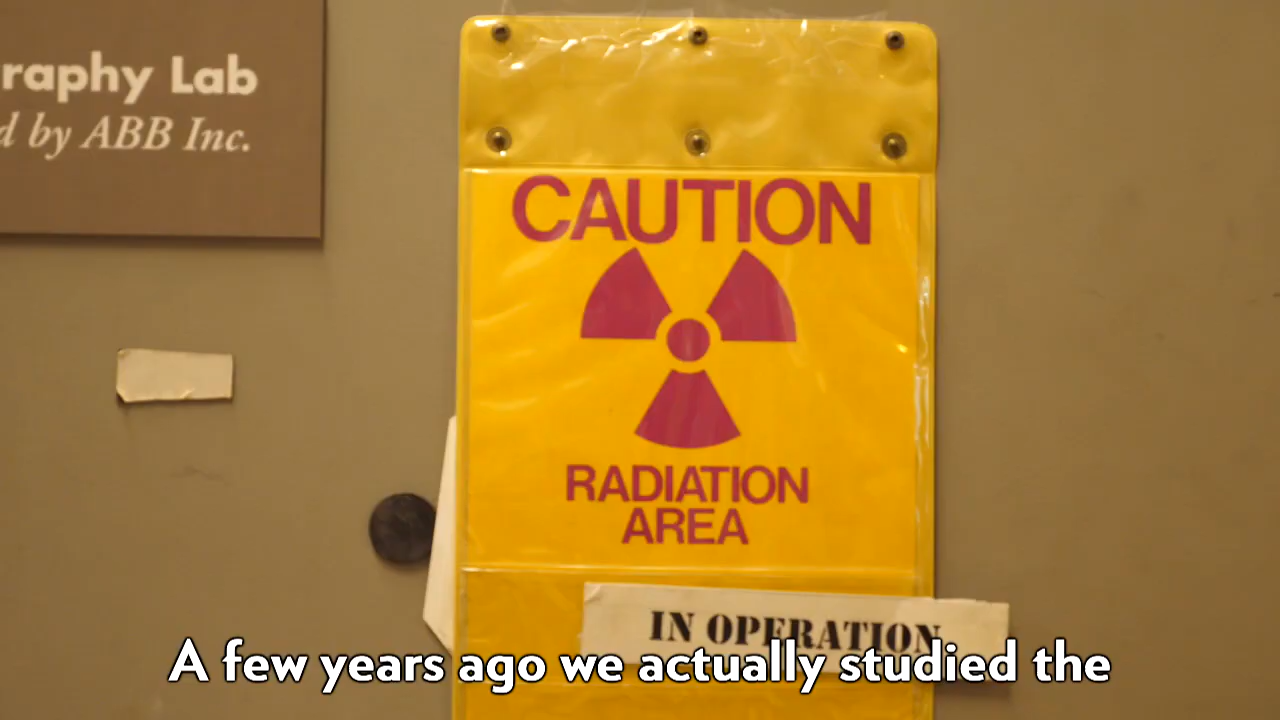 raphy Lab
d by ABB Inc.
CAUTION
RADIATION
AREA
IN OPERATION
A few years ago we actually studied the